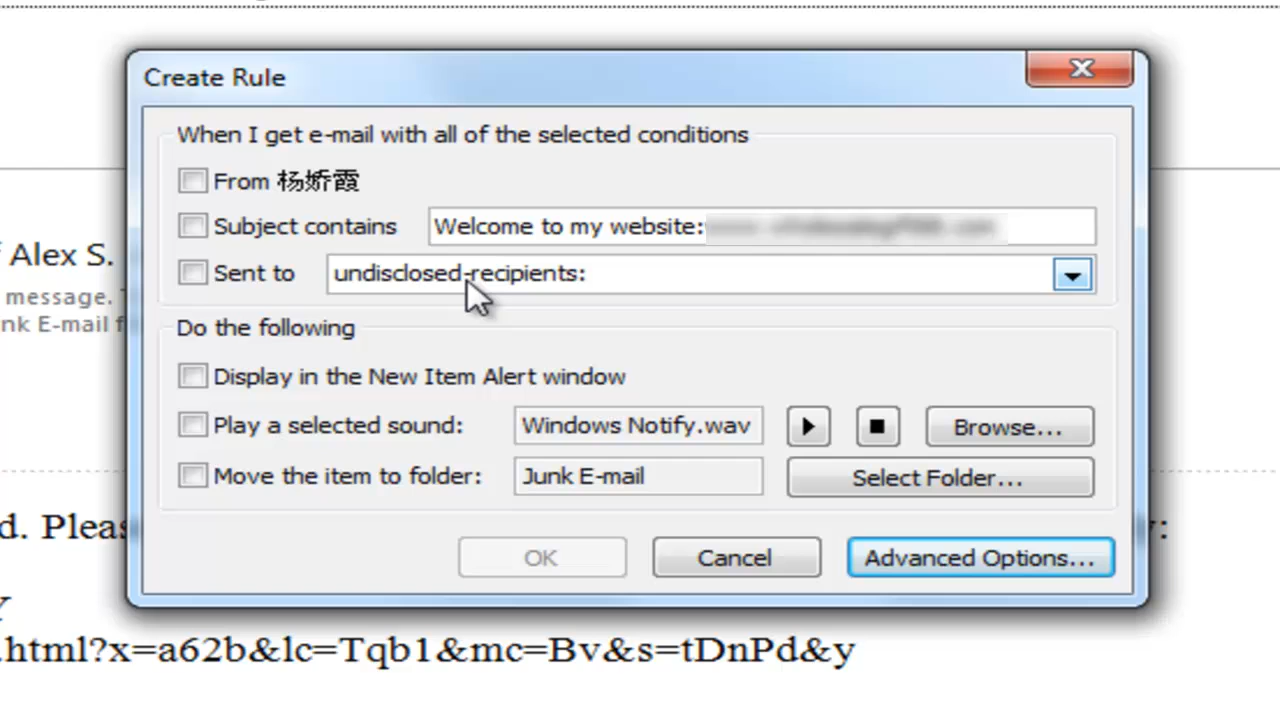 Create Rule
When I get e-mail with all of the selected conditions
From 杨娇霞
Subject contains Welcome to my website:
Alex S.
Sent to undisclosed-recipients:
message.
E-mail
Do the following
Display in the New Item Alert window
Play a selected sound: Windows Notify.wav Browse...
Move the item to folder: Junk E-mail Select Folder...
d.
OK Cancel Advanced Options...
.html?x=a62b&lc=Tqb1&mc=Bv&s=tDnPd&y